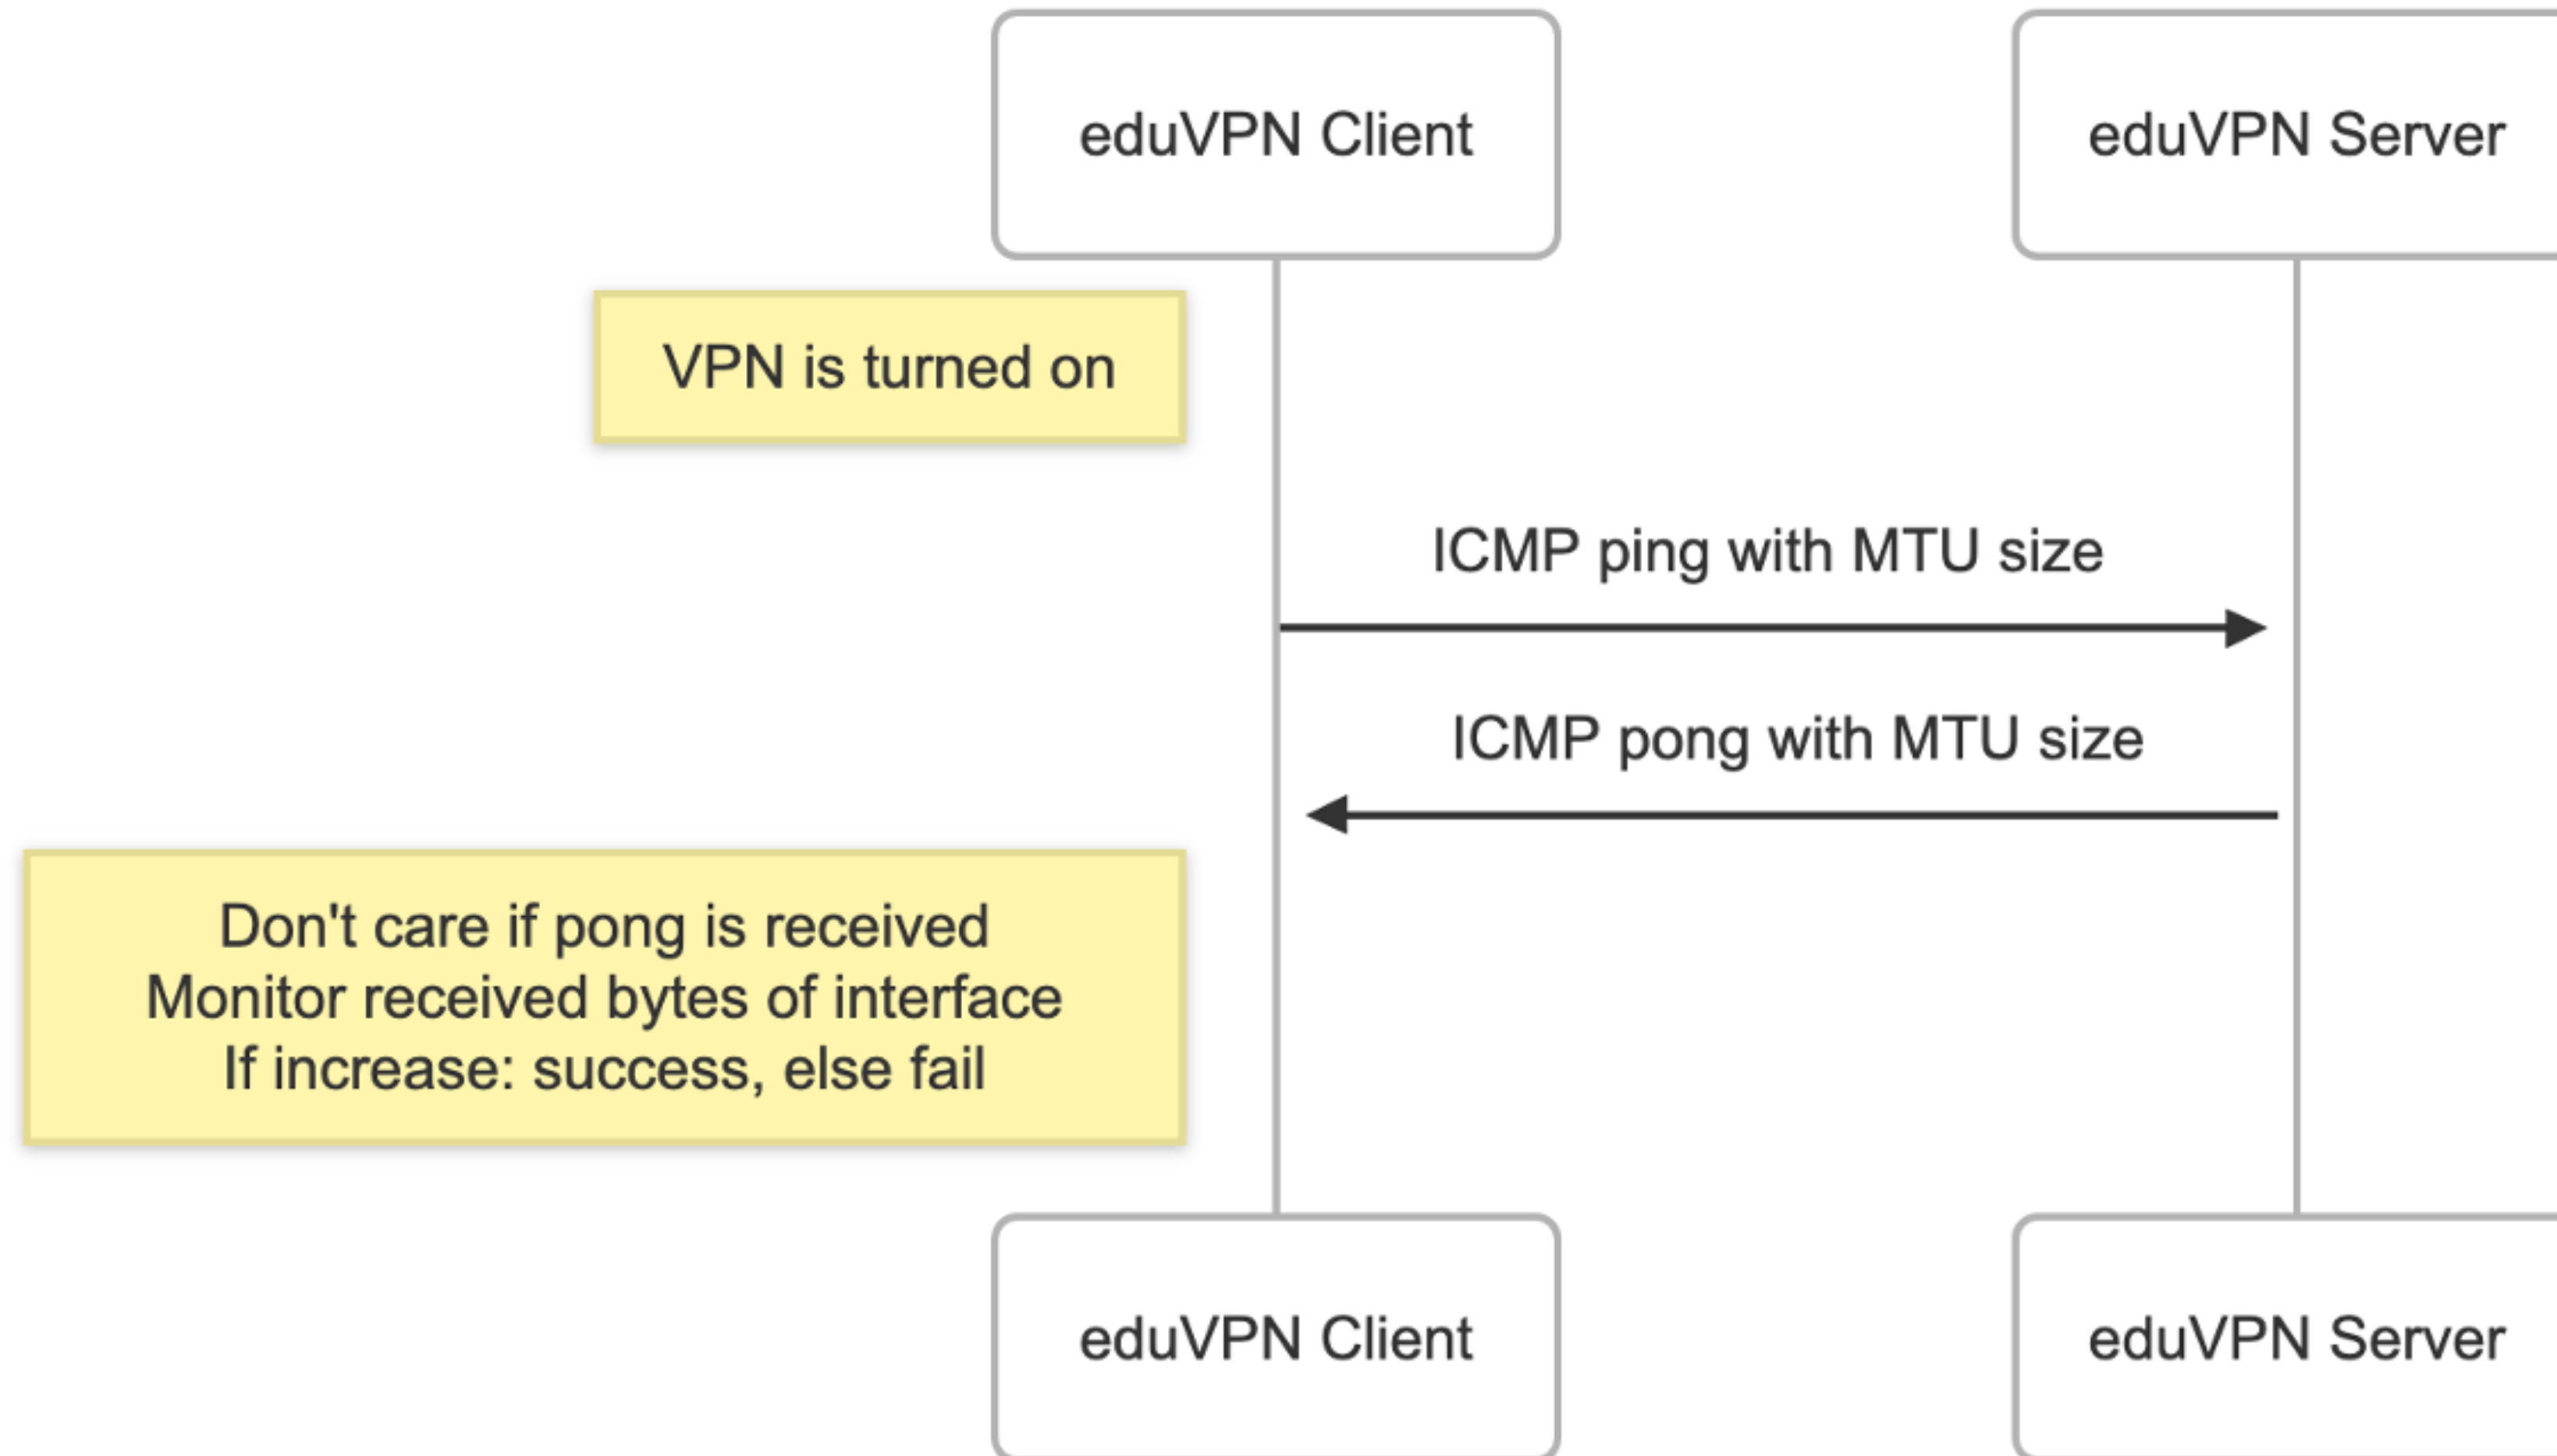 eduVPN Client
eduVPN Server
VPN is turned on
ICMP ping with MTU size
ICMP pong with MTU size
Don't care if pong is received
Monitor received bytes of interface
If increase: success, else fail
eduVPN Client
eduVPN Server